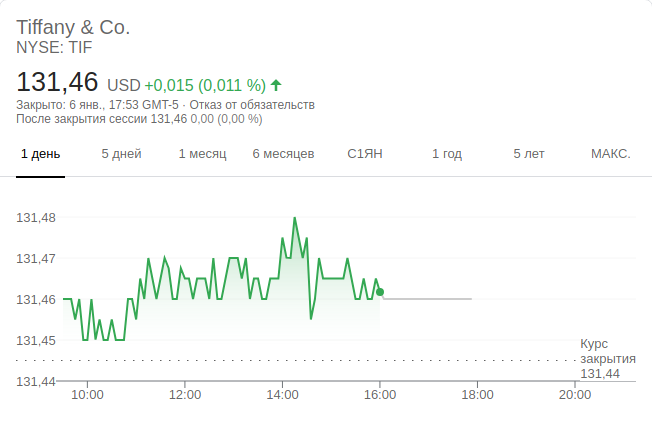 Tiffany & Co.
NYSE: TIF
131,46 USD +0,015 (0,011 %)
Закрыто: 6 янв., 17:53 GMT-5 · Отказ от обязательств
После закрытия сессии 131,46 0,00 (0,00 %)
1 день 5 дней 1 месяц 6 месяцев С1ЯН 1 год 5 лет МАКС.
131,48
131,47
131,46
131,45
Курс
закрытия
131,44
131,44
10:00 12:00 14:00 16:00 18:00 20:00